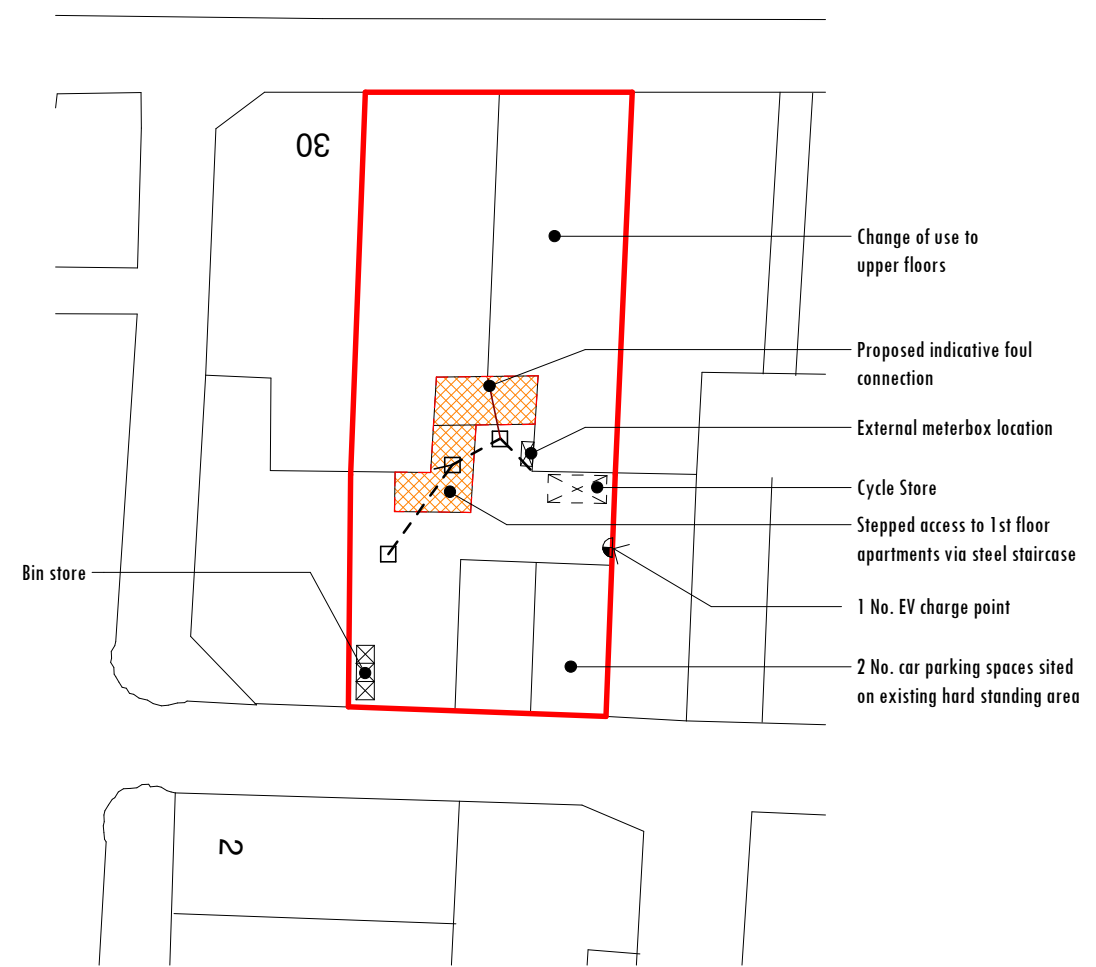 30
Change of use to
upper floors
Proposed indicative foul
connection
External meterbox location
Cycle Store
Stepped access to 1st floor
apartments via steel staircase
Bin store
1 No. EV charge point
2 No. car parking spaces sited
on existing hard standing area
2